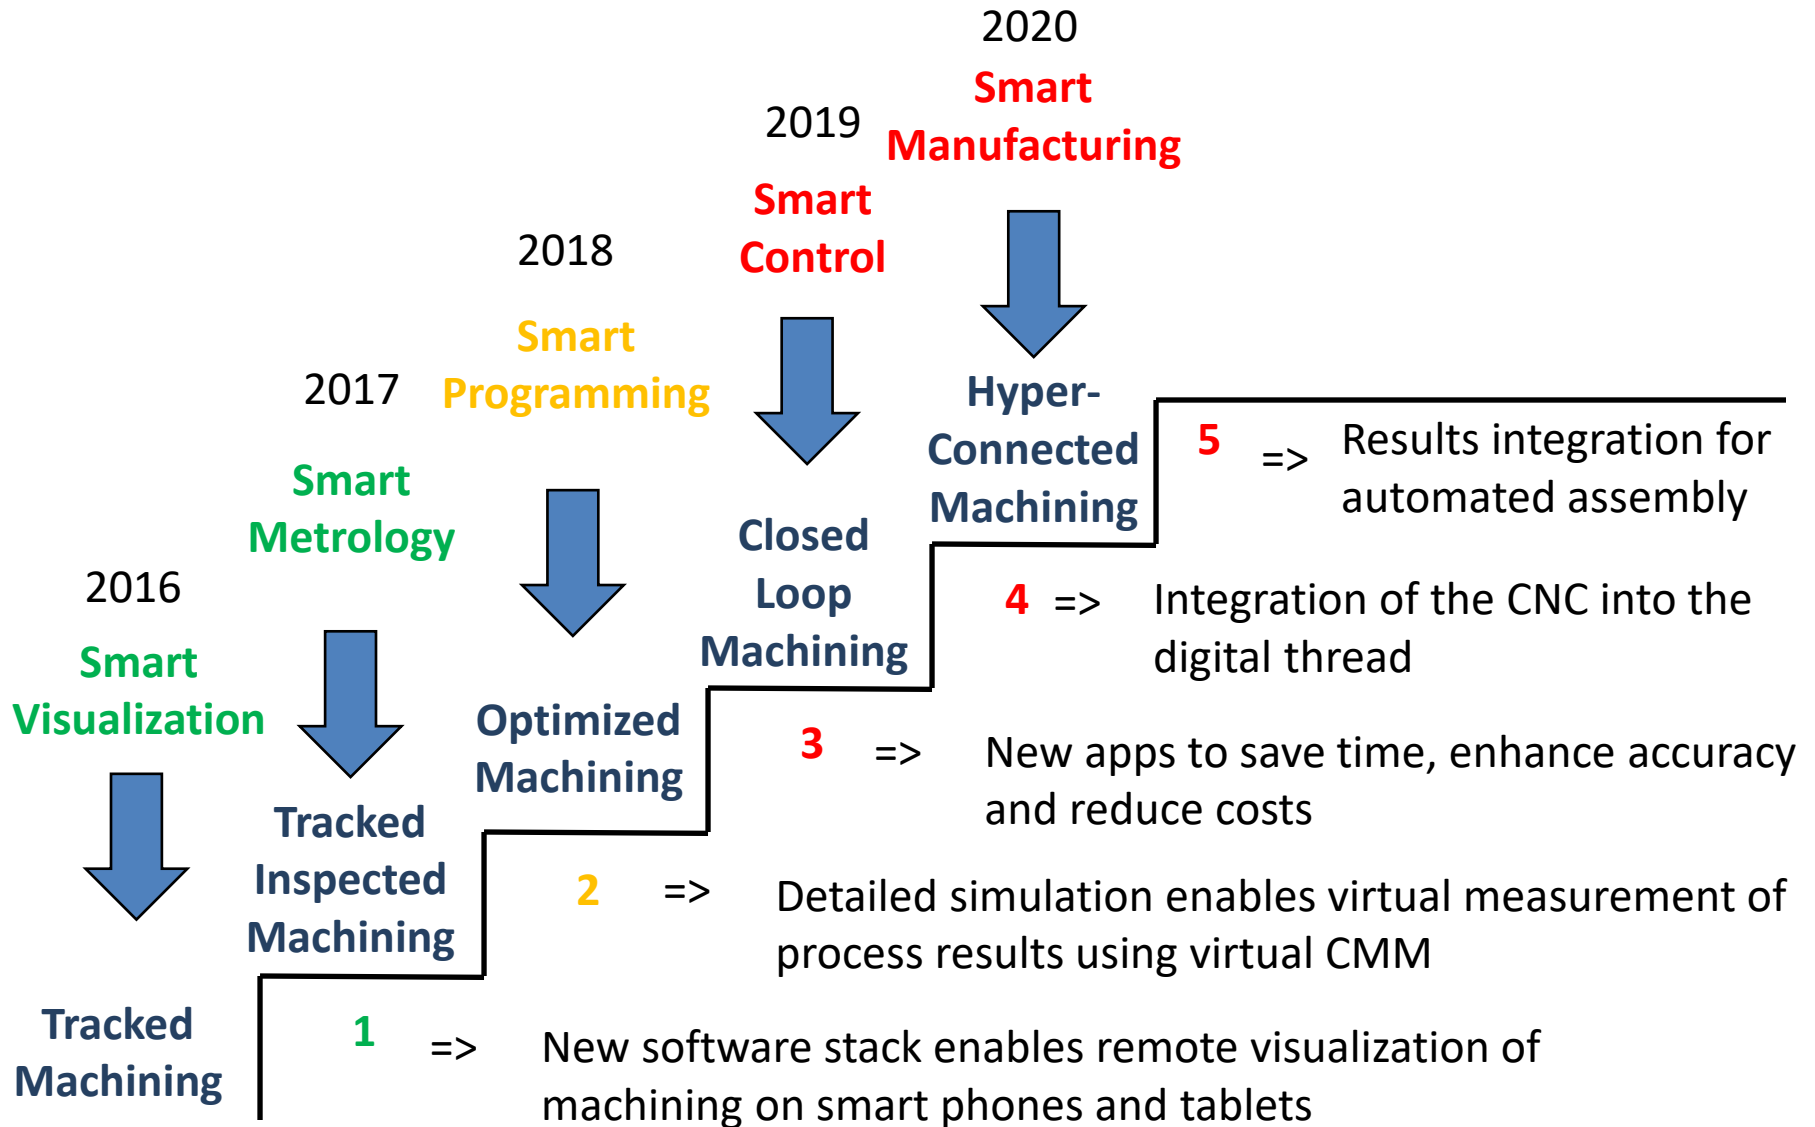 2020
Smart
Manufacturing
2019
Smart
Control
2018
Smart
Programming
2017
Smart
Metrology
2016
Smart
Visualization
Hyper-
Connected
Machining
Closed
Loop
Machining
Optimized
Machining
Tracked
Inspected
Machining
Tracked
Machining
5 => Results integration for
automated assembly
4 => Integration of the CNC into the
digital thread
3 => New apps to save time, enhance accuracy
and reduce costs
2 => Detailed simulation enables virtual measurement of
process results using virtual CMM
1 => New software stack enables remote visualization of
machining on smart phones and tablets